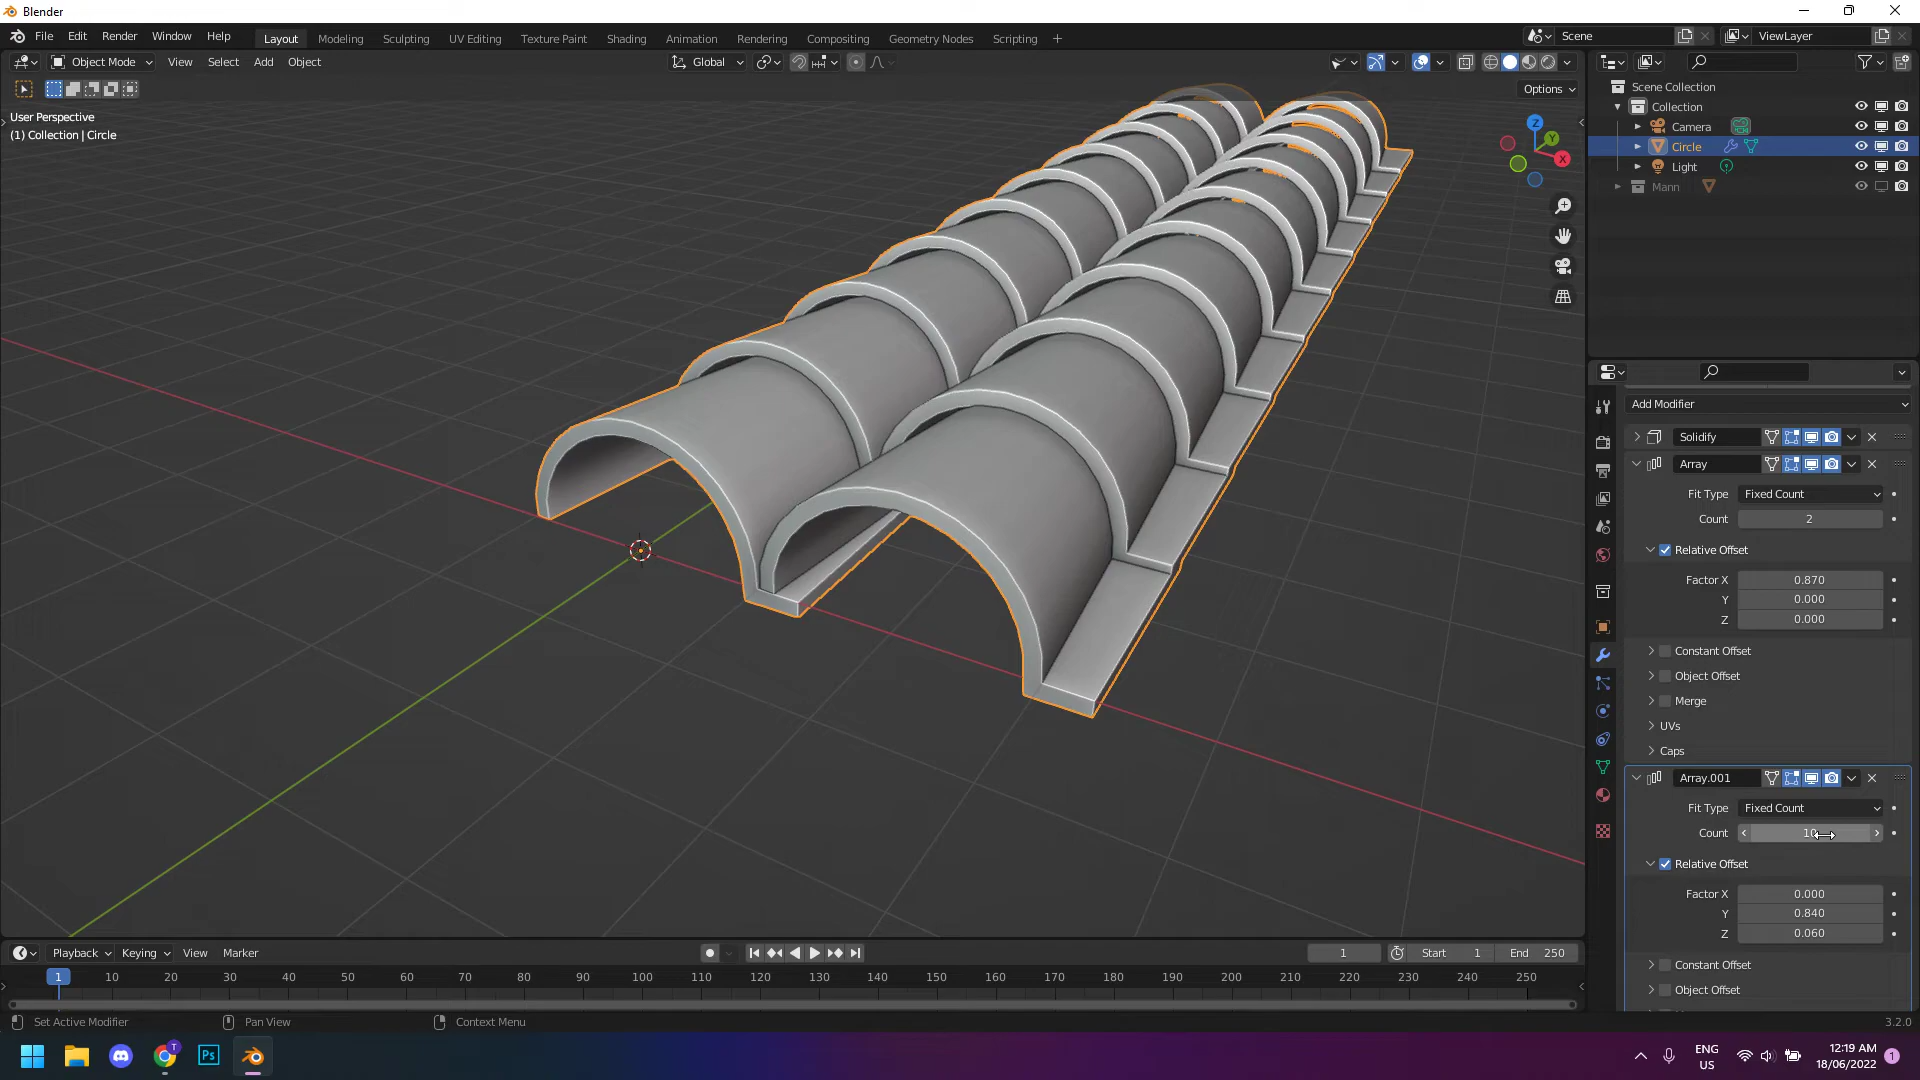 Blender
File Edit Render Window Help
Layout Modeling Sculpting UV Editing Texture Paint Shading Animation Rendering Compositing Geometry Nodes Scripting +
Scene
ViewLayer
Object Mode View Select Add Object
Global
Options
User Perspective
(1) Collection | Circle
Z
Y
X
Scene Collection
Collection
Camera
Circle
Light
Mann
Add Modifier
Solidify
Array
Fit Type Fixed Count
Count 2
Relative Offset
Factor X 0.870
Y 0.000
Z 0.000
Constant Offset
Object Offset
Merge
UVs
Caps
Array.001
Fit Type Fixed Count
Count 10
Relative Offset
Factor X 0.000
Y 0.840
Z 0.060
Constant Offset
Object Offset
Playback Keying View Marker
1 Start 1 End 250
1 10 20 30 40 50 60 70 80 90 100 110 120 130 140 150 160 170 180 190 200 210 220 230 240 250
Set Active Modifier Pan View Context Menu
3.2.0
T
Ps
ENG
US
12:19 AM
18/06/2022
1